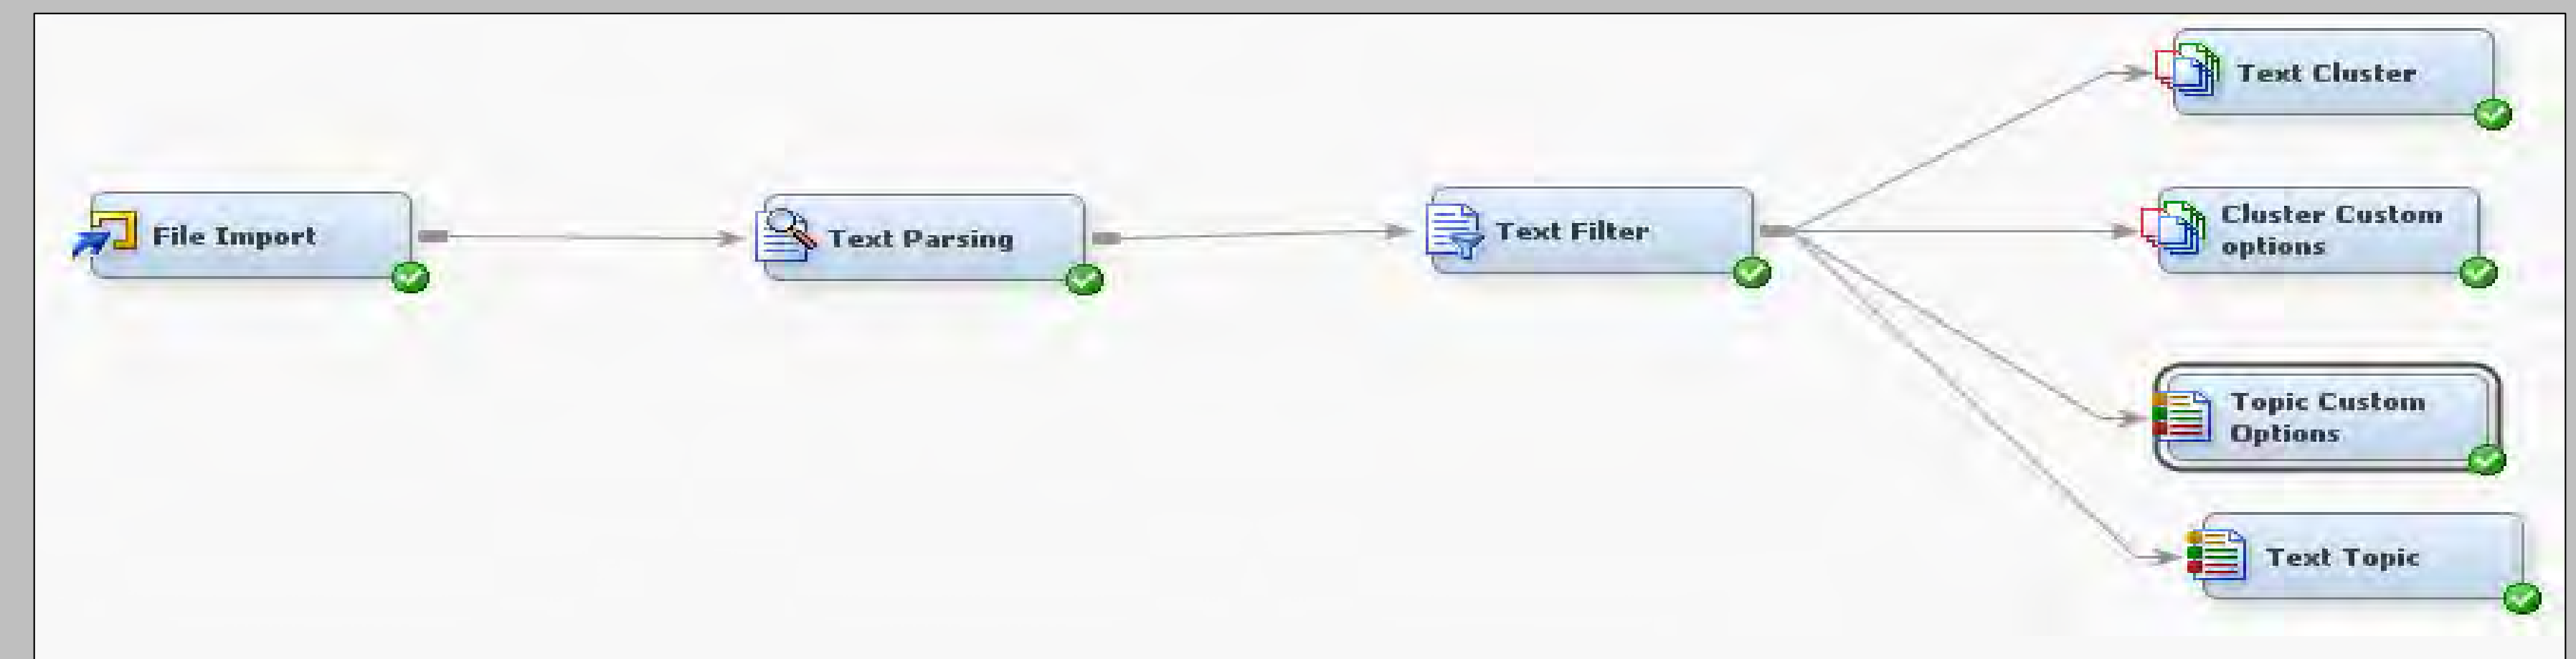 File Import
Text Parsing
Text Filter
Text Cluster
Cluster Custom
options
Topic Custom
Options
Text Topic